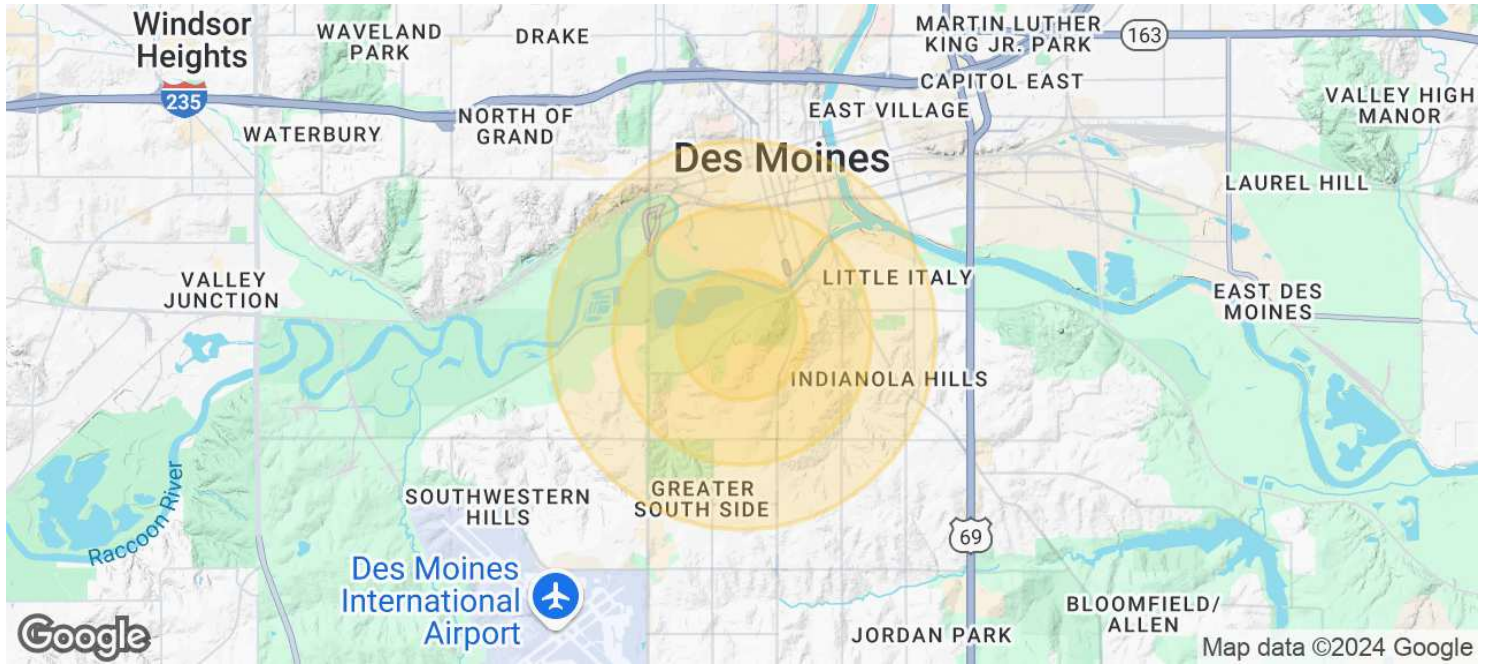 Windsor
Heights
WAVELAND
PARK
DRAKE
MARTIN LUTHER
KING JR. PARK
163
CAPITOL EAST
235
NORTH OF
GRAND
EAST VILLAGE
VALLEY HIGH
MANOR
WATERBURY
Des Moines
LAUREL HILL
VALLEY
JUNCTION
LITTLE ITALY
EAST DES
MOINES
INDIANOLA HILLS
Raccoon River
SOUTHWESTERN
HILLS
GREATER
SOUTH SIDE
69
Des Moines
International
Airport
BLOOMFIELD/
ALLEN
JORDAN PARK
Google
Map data ©2024 Google